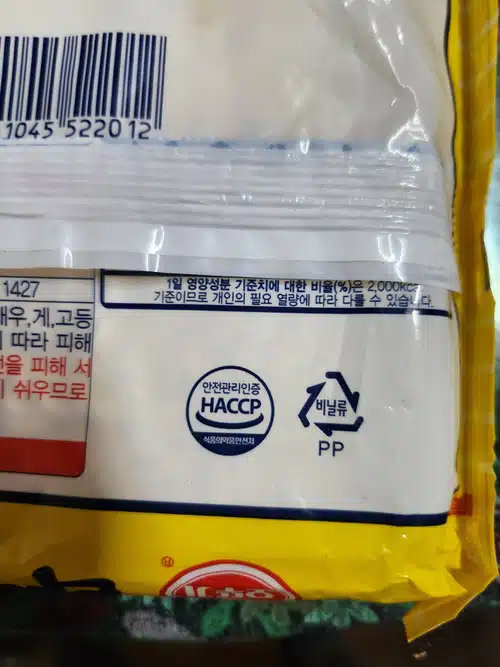 1045 522012
1일 영양성분 기준치에 대한 비율(%)은 2,000kca
기준이므로 개인의 필요 열량에 따라 다를 수 있습니다.
1427
새우,게,고등
따라 피해
을 피해 서
쉬우므로
안전관리인증
HACCP
식품의약품안전처
비닐류
PP